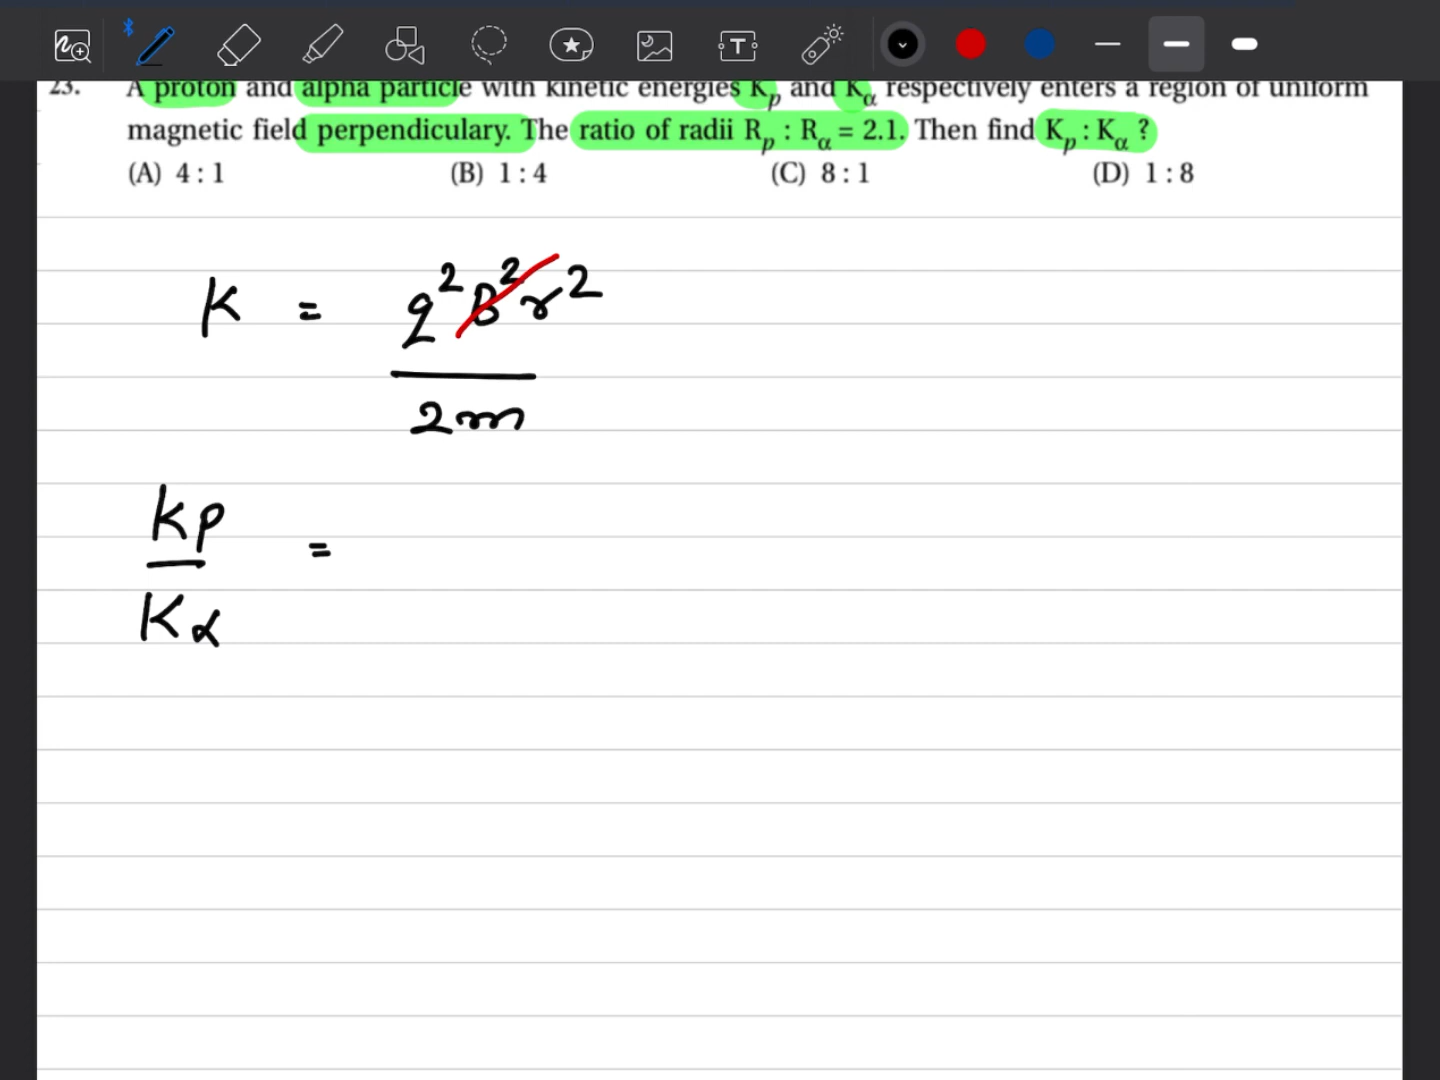 23. A proton and alpha particle with kinetic energies Kp and Kα respectively enters a region of uniform
magnetic field perpendiculary. The ratio of radii Rp : Rα = 2.1. Then find Kp : Kα ?
(A) 4 : 1 (B) 1 : 4 (C) 8 : 1 (D) 1 : 8
K = q²B²r²
2m
Kp
=
Kα